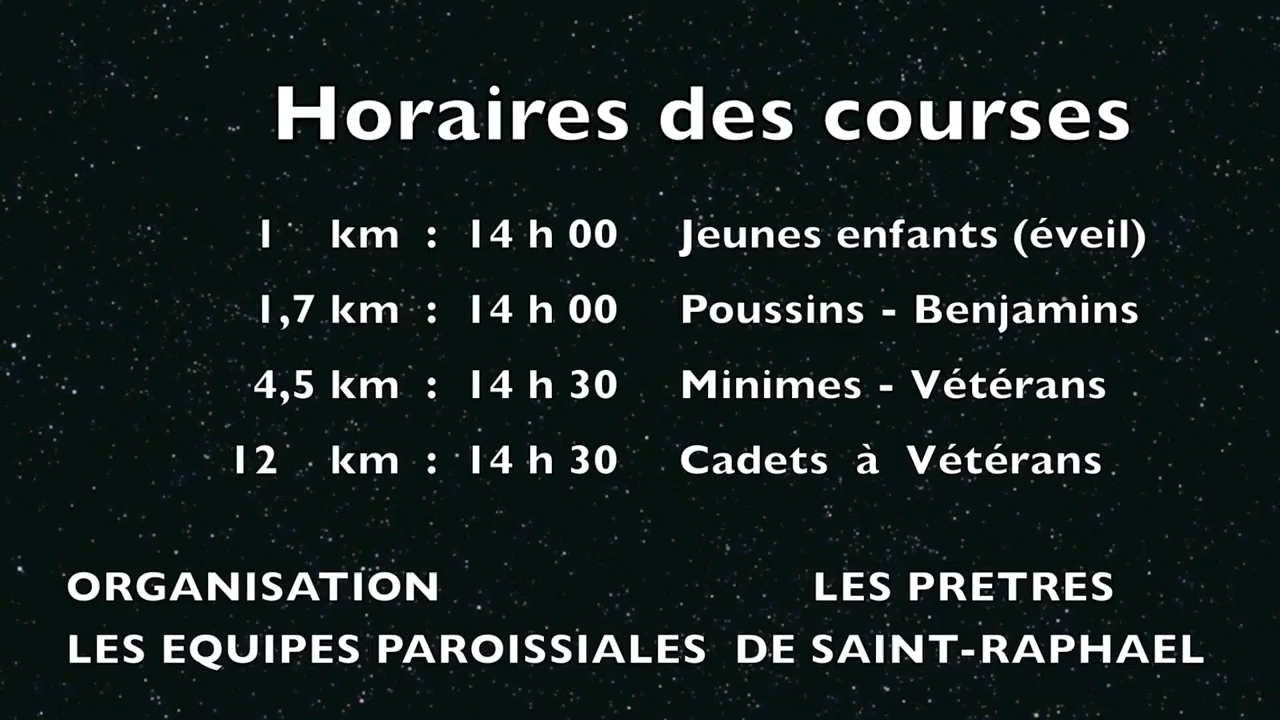 Horaires des courses
1 km : 14 h 00 Jeunes enfants (éveil)
1,7 km : 14 h 00 Poussins - Benjamins
4,5 km : 14 h 30 Minimes - Vétérans
12 km : 14 h 30 Cadets à Vétérans
ORGANISATION LES PRETRES
LES EQUIPES PAROISSIALES DE SAINT-RAPHAEL